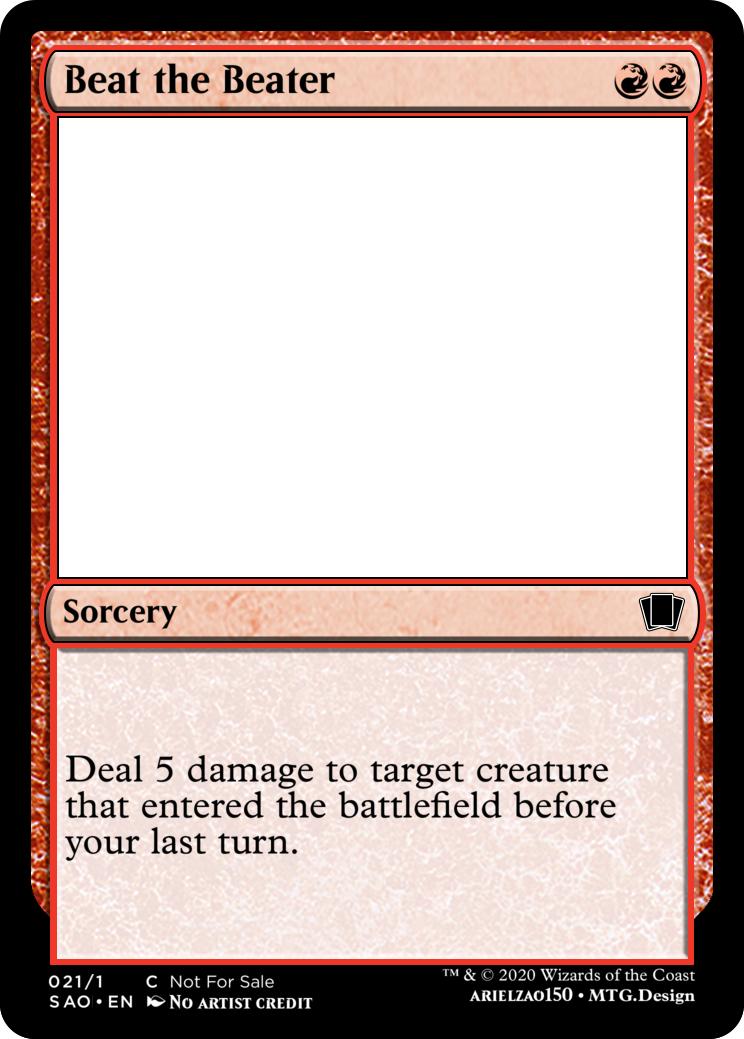 Beat the Beater
Sorcery
Deal 5 damage to target creature
that entered the battlefield before
your last turn.
021/1 C Not For Sale
SAO • EN No artist credit
™ & © 2020 Wizards of the Coast
arielzao150 • MTG.Design